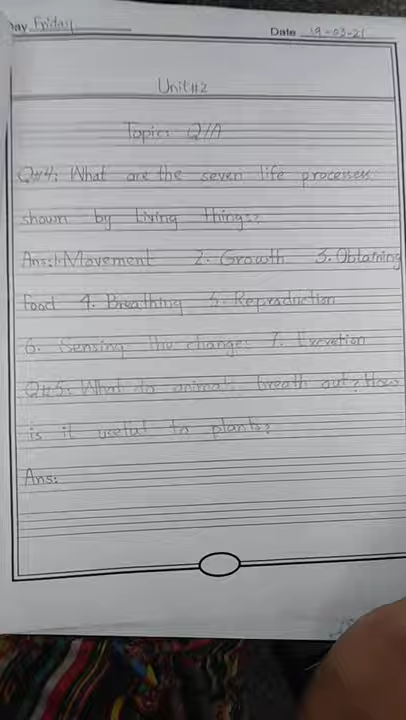 ay Friday Date 19-03-21
Unit#2
Topic: Q/A
Q#4: What are the seven life processes
shown by Living things?
Ans:1.Movement 2. Growth 3. Obtaining
food 4. Breathing 5. Reproduction
6. Sensing the change 7. Excretion
Q#5: What do animals breath out? How
is it useful to plants?
Ans: